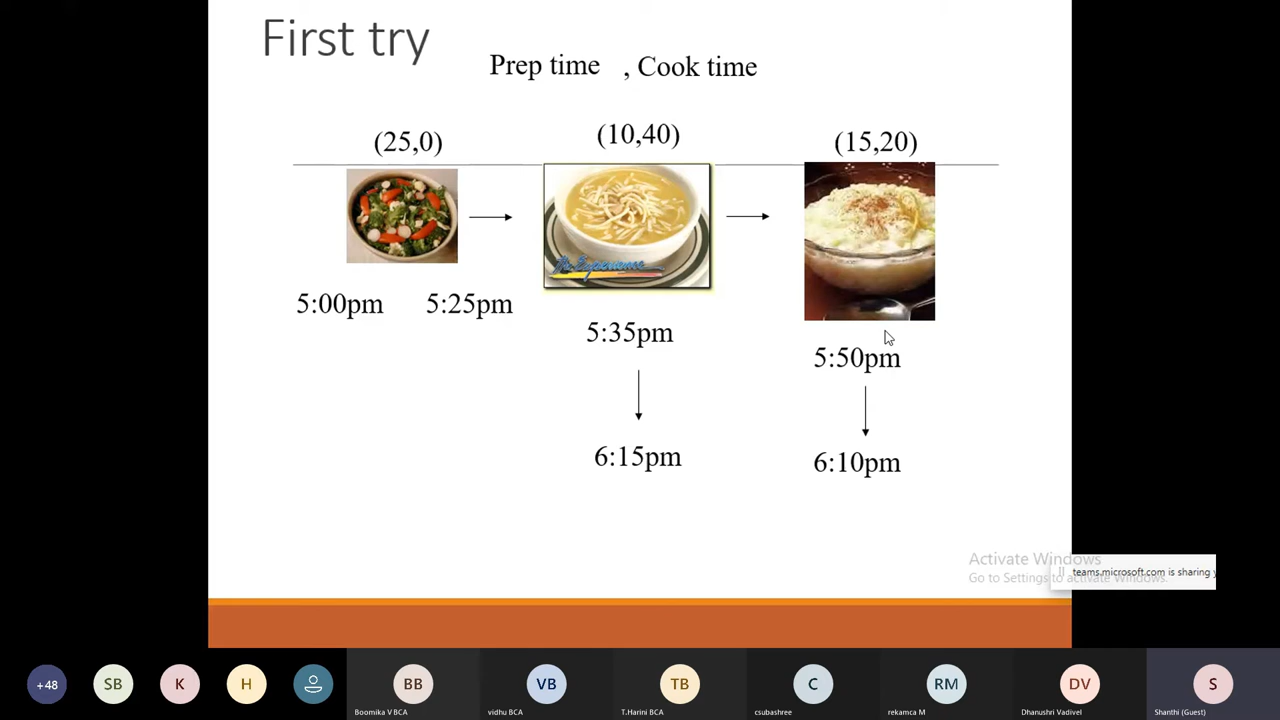 First try
Prep time , Cook time
(25,0)
(10,40)
(15,20)
the Experience
5:00pm 5:25pm
5:35pm
5:50pm
6:15pm
6:10pm
Activate Windows
Go to Settings to activate Windows.
teams.microsoft.com is sharing y
+48
SB
K
H
BB
VB
TB
C
RM
DV
S
Boomika V BCA
vidhu BCA
T.Harini BCA
csubashree
rekamca M
Dhanushri Vadivel
Shanthi (Guest)